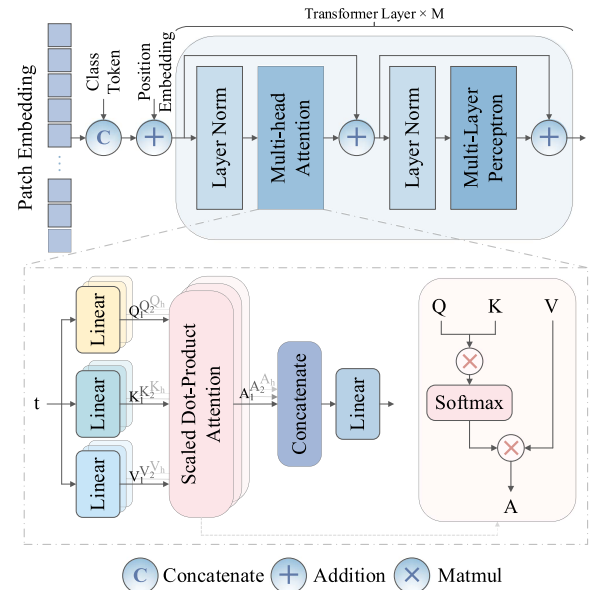 Transformer Layer × M
Patch Embedding
Class
Token
Position
Embedding
C
Layer Norm
Multi-head
Attention
Layer Norm
Multi-Layer
Perceptron
t
Linear
Linear
Linear
Q1 Q2 Qh
K1 K2 Kh
V1 V2 Vh
Scaled Dot-Product
Attention
A1 A2 Ah
Concatenate
Linear
Q K V
Softmax
A
C Concatenate
Addition
Matmul